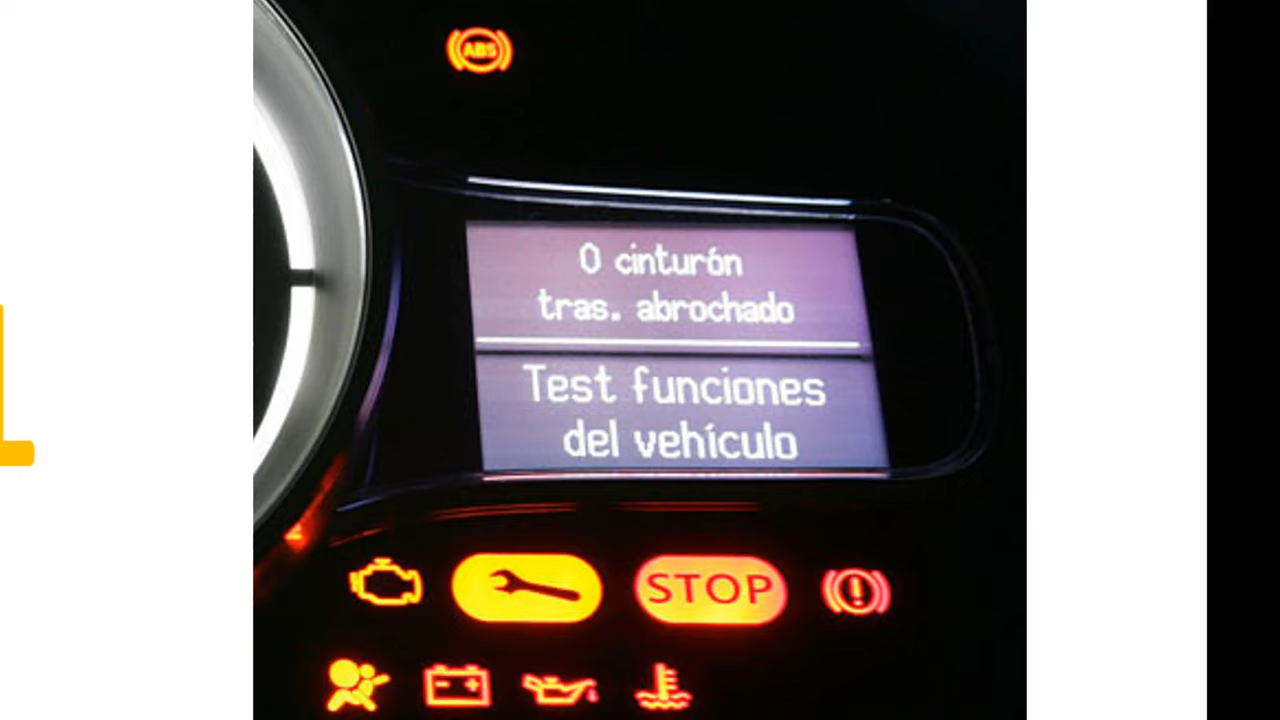 ABS
0 cinturón
tras. abrochado
Test funciones
del vehículo
STOP